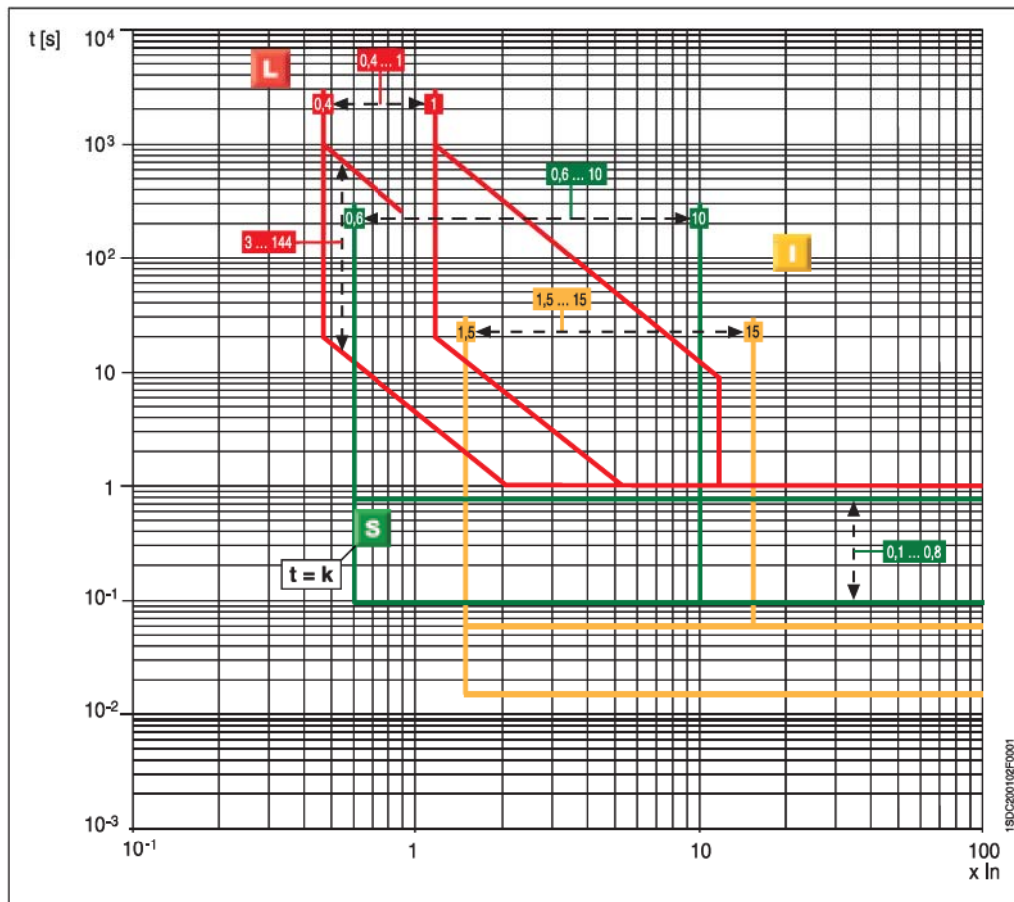 t [s]
10⁴
L
0,4 ... 1
0,4
1
10³
0,6 ... 10
0,6
10
3 ... 144
I
10²
1,5 ... 15
1,5
15
10
1
S
0,1 ... 0,8
t = k
10⁻¹
10⁻²
10⁻³
10⁻¹
1
10
100
x In
1SDC200102F0001